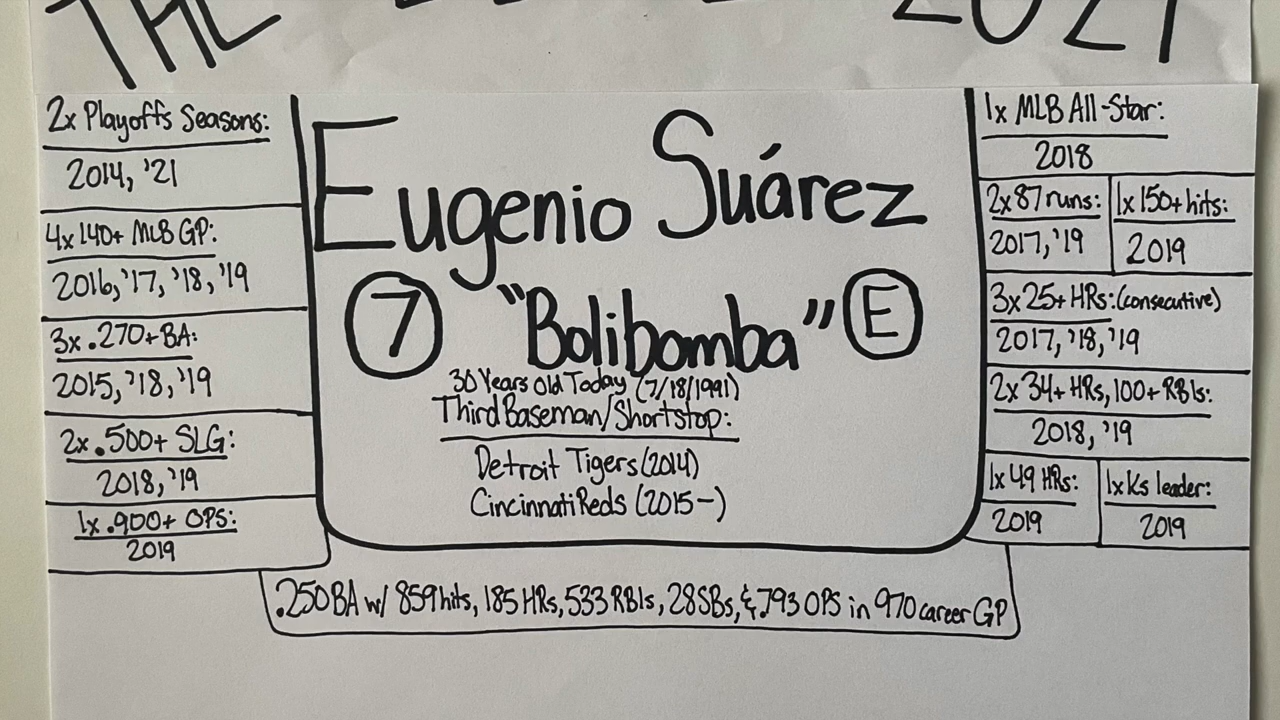 THE
2021
2x Playoffs Seasons:
2014, '21
4x 140+ MLB GP:
2016, '17, '18, '19
3x .270+ BA:
2015, '18, '19
2x .500+ SLG:
2018, '19
1x .900+ OPS:
2019
Eugenio Suárez
7 "Bolibomba" E
30 Years Old Today (7/18/1991)
Third Baseman/Shortstop:
Detroit Tigers (2014)
Cincinnati Reds (2015-)
1x MLB All-Star:
2018
2x 87 runs:
2017, '19
1x 150+ hits:
2019
3x 25+ HRs: (consecutive)
2017, '18, '19
2x 34+ HRs, 100+ RBIs:
2018, '19
1x 49 HRs:
2019
1x Ks leader:
2019
.250 BA w/ 859 hits, 185 HRs, 533 RBIs, 28 SBs, & .793 OPS in 970 career GP